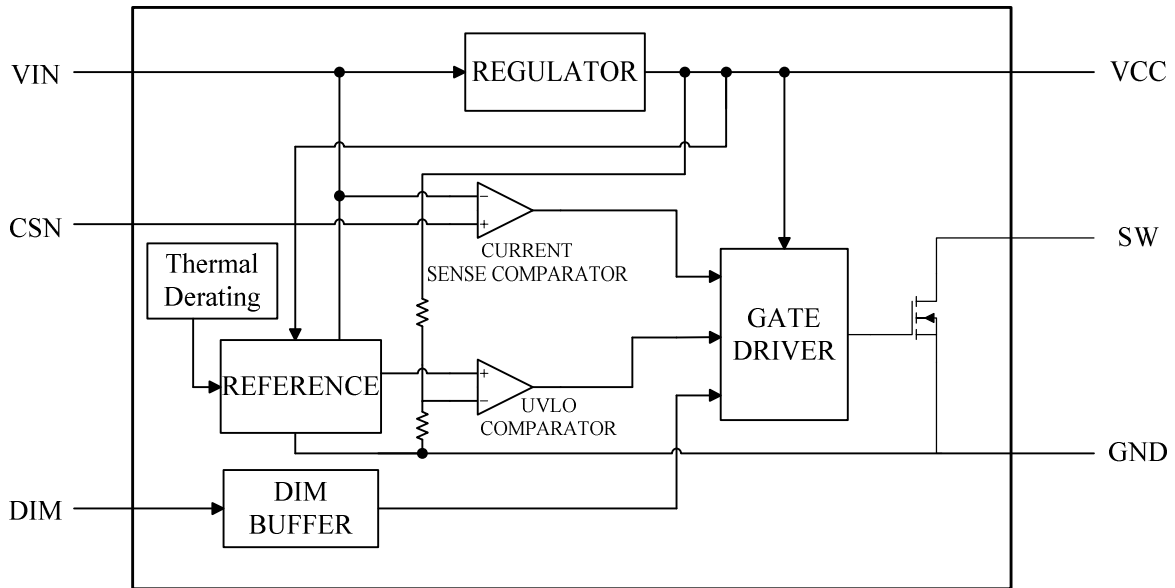 VIN
REGULATOR
VCC
CSN
−
+
CURRENT
SENSE COMPARATOR
SW
Thermal
Derating
GATE
DRIVER
REFERENCE
+
−
UVLO
COMPARATOR
GND
DIM
DIM
BUFFER